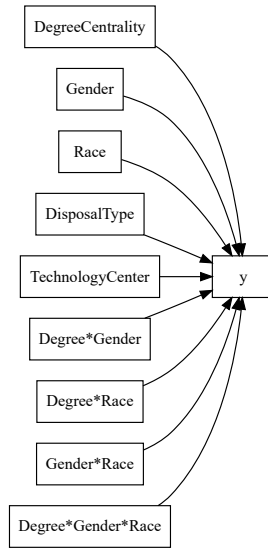 DegreeCentrality
Gender
Race
DisposalType
TechnologyCenter
y
Degree*Gender
Degree*Race
Gender*Race
Degree*Gender*Race